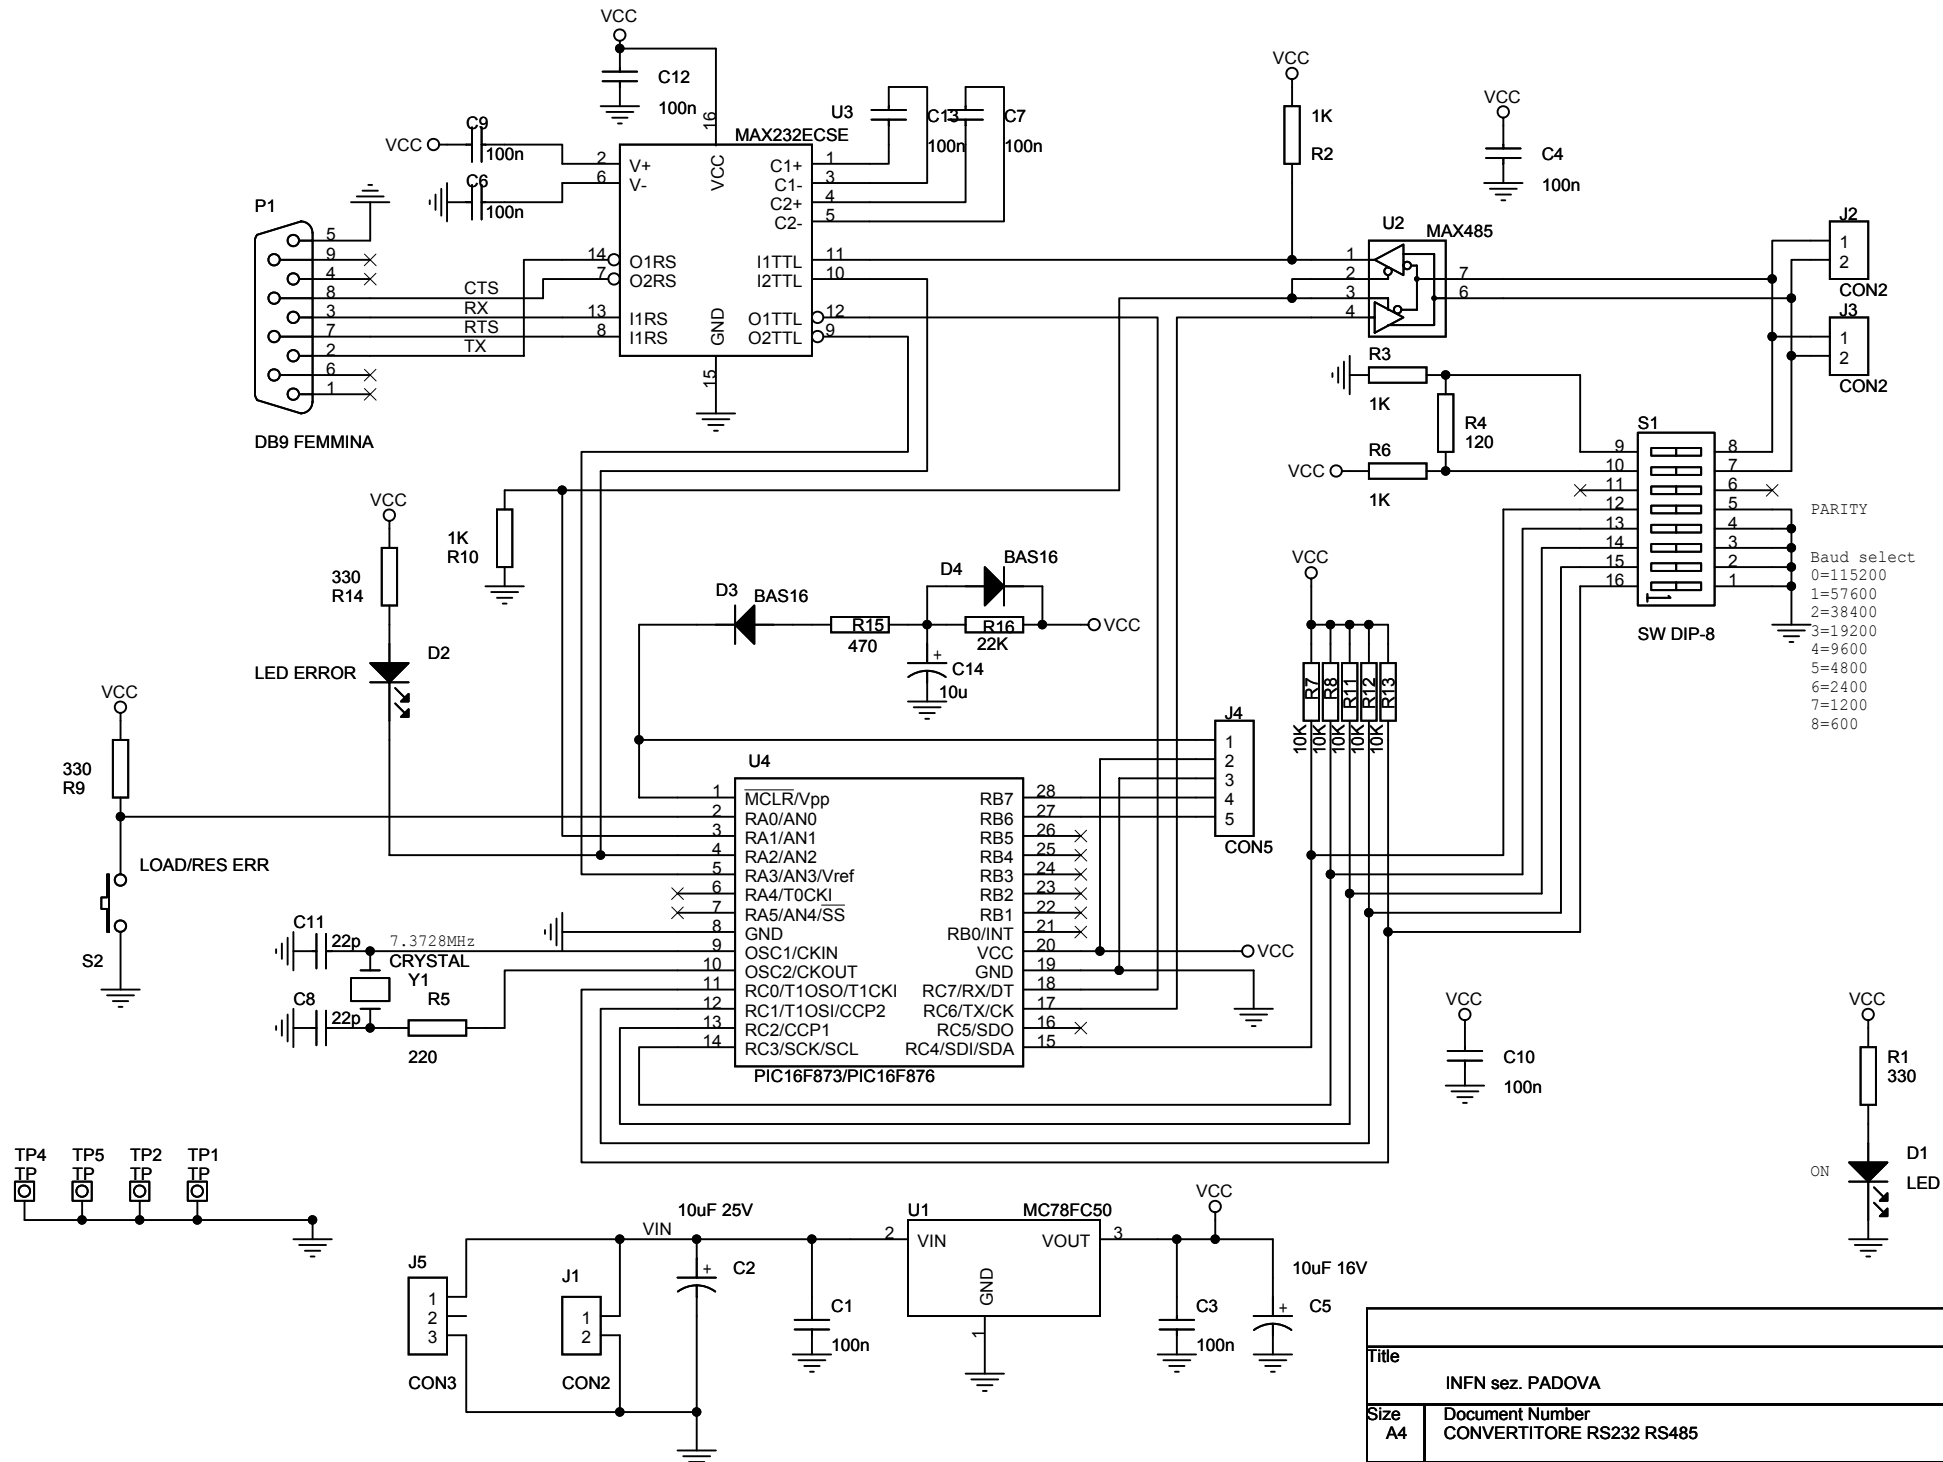 VCC
C12
100n
16
U3
MAX232ECSE
C13
100n
C7
100n
VCC
1K
R2
VCC
C4
100n
VCC
C9
100n
C6
100n
2
6
V+
V-
VCC
C1+
C1-
C2+
C2-
1
3
4
5
P1
5
9
4
8
3
7
2
6
1
CTS
RX
RTS
TX
DB9 FEMMINA
14
7
13
8
O1RS
O2RS
I1RS
I1RS
GND
15
I1TTL
I2TTL
O1TTL
O2TTL
11
10
12
9
U2
MAX485
1
2
3
4
7
6
J2
1
2
CON2
J3
1
2
CON2
R3
1K
R4
120
R6
1K
VCC
S1
9
10
11
12
13
14
15
16
8
7
6
5
4
3
2
1
1
SW DIP-8
PARITY
Baud select
0=115200
1=57600
2=38400
3=19200
4=9600
5=4800
6=2400
7=1200
8=600
VCC
330
R14
LED ERROR
D2
1K
R10
D3
BAS16
R15
470
D4
BAS16
R16
22K
VCC
+
C14
10u
VCC
R7
R8
R11
R12
R13
10K
10K
10K
10K
10K
VCC
330
R9
LOAD/RES ERR
S2
J4
1
2
3
4
5
CON5
U4
1
2
3
4
5
6
7
8
9
10
11
12
13
14
MCLR/Vpp
RA0/AN0
RA1/AN1
RA2/AN2
RA3/AN3/Vref
RA4/T0CKI
RA5/AN4/SS
GND
OSC1/CKIN
OSC2/CKOUT
RC0/T1OSO/T1CKI
RC1/T1OSI/CCP2
RC2/CCP1
RC3/SCK/SCL
RB7
RB6
RB5
RB4
RB3
RB2
RB1
RB0/INT
VCC
GND
RC7/RX/DT
RC6/TX/CK
RC5/SDO
RC4/SDI/SDA
28
27
26
25
24
23
22
21
20
19
18
17
16
15
PIC16F873/PIC16F876
VCC
C11
22p
7.3728MHz
CRYSTAL
Y1
C8
22p
R5
220
VCC
C10
100n
VCC
R1
330
ON
D1
LED
TP4
TP
TP5
TP
TP2
TP
TP1
TP
J5
1
2
3
CON3
J1
1
2
CON2
VIN
10uF 25V
+
C2
C1
100n
U1
MC78FC50
2
VIN
VOUT
3
GND
1
VCC
C3
100n
10uF 16V
+
C5
Title
INFN sez. PADOVA
Size
A4
Document Number
CONVERTITORE RS232 RS485